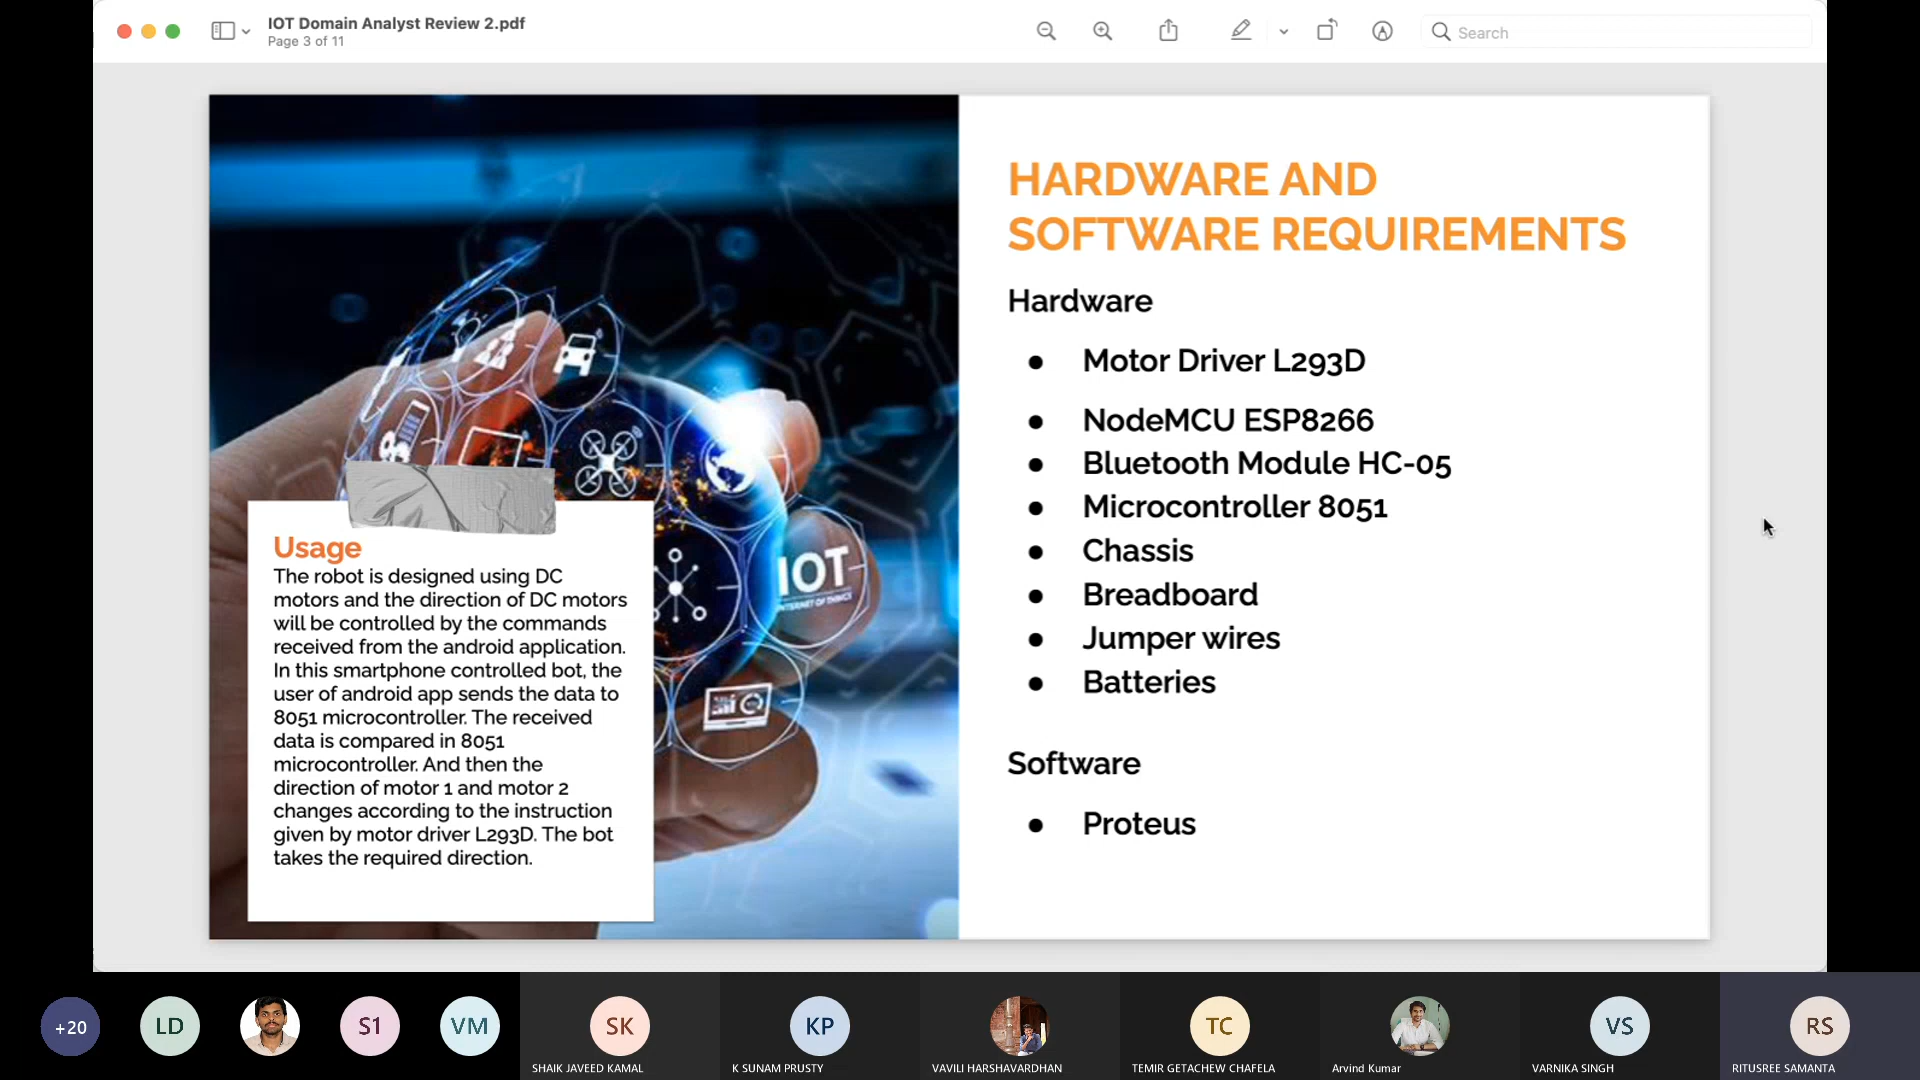 IOT Domain Analyst Review 2.pdf
Page 3 of 11
Search
HARDWARE AND
SOFTWARE REQUIREMENTS
Hardware
● Motor Driver L293D
● NodeMCU ESP8266
● Bluetooth Module HC-05
● Microcontroller 8051
● Chassis
● Breadboard
● Jumper wires
● Batteries
Software
● Proteus
IOT
INTERNET OF THINGS
Usage
The robot is designed using DC
motors and the direction of DC motors
will be controlled by the commands
received from the android application.
In this smartphone controlled bot, the
user of android app sends the data to
8051 microcontroller. The received
data is compared in 8051
microcontroller. And then the
direction of motor 1 and motor 2
changes according to the instruction
given by motor driver L293D. The bot
takes the required direction.
+20
LD
S1
VM
SK
KP
TC
VS
RS
SHAIK JAVEED KAMAL
K SUNAM PRUSTY
VAVILI HARSHAVARDHAN
TEMIR GETACHEW CHAFELA
Arvind Kumar
VARNIKA SINGH
RITUSREE SAMANTA